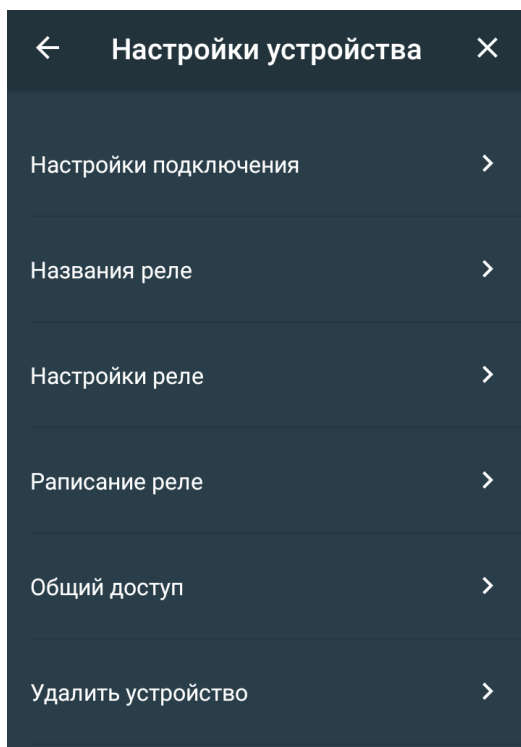 Настройки устройства
Настройки подключения
Названия реле
Настройки реле
Раписание реле
Общий доступ
Удалить устройство